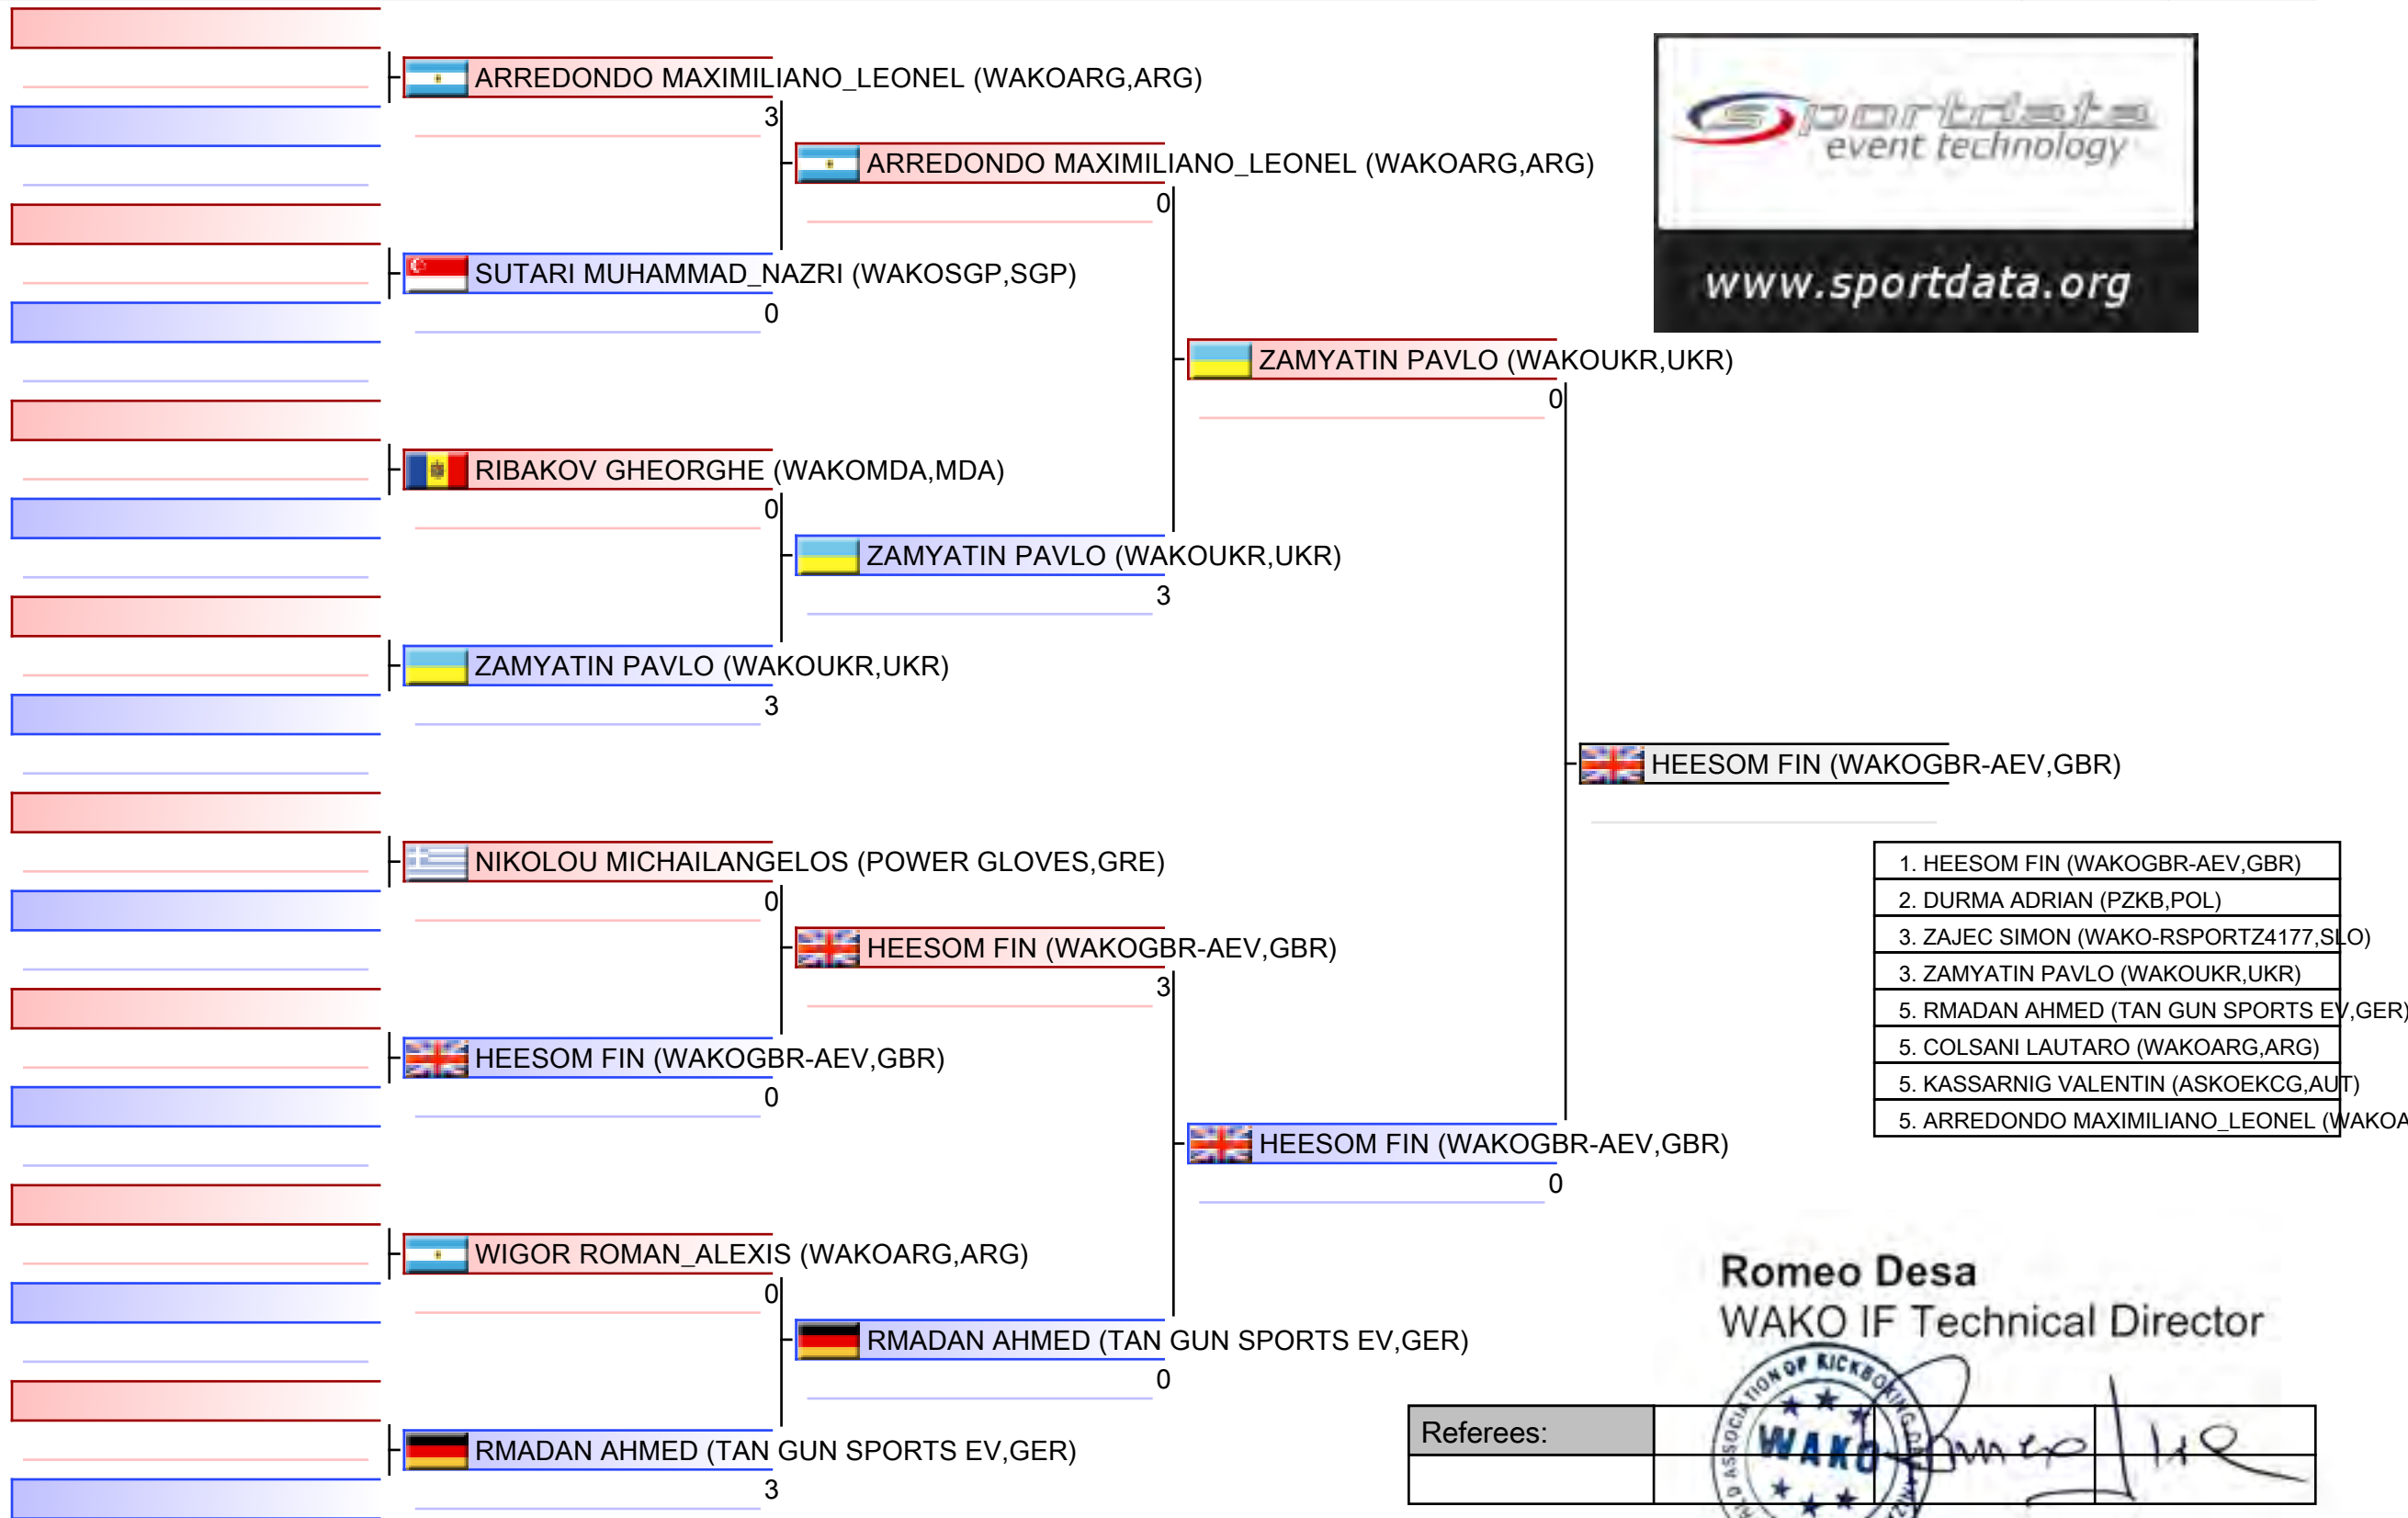 ARREDONDO MAXIMILIANO_LEONEL (WAKOARG,ARG)
3
SUTARI MUHAMMAD_NAZRI (WAKOSGP,SGP)
0
RIBAKOV GHEORGHE (WAKOMDA,MDA)
0
ZAMYATIN PAVLO (WAKOUKR,UKR)
3
NIKOLOU MICHAILANGELOS (POWER GLOVES,GRE)
0
HEESOM FIN (WAKOGBR-AEV,GBR)
0
WIGOR ROMAN_ALEXIS (WAKOARG,ARG)
0
RMADAN AHMED (TAN GUN SPORTS EV,GER)
3
ARREDONDO MAXIMILIANO_LEONEL (WAKOARG,ARG)
0
ZAMYATIN PAVLO (WAKOUKR,UKR)
3
HEESOM FIN (WAKOGBR-AEV,GBR)
3
RMADAN AHMED (TAN GUN SPORTS EV,GER)
0
ZAMYATIN PAVLO (WAKOUKR,UKR)
0
HEESOM FIN (WAKOGBR-AEV,GBR)
0
HEESOM FIN (WAKOGBR-AEV,GBR)
sportdata
event technology
www.sportdata.org
1. HEESOM FIN (WAKOGBR-AEV,GBR)
2. DURMA ADRIAN (PZKB,POL)
3. ZAJEC SIMON (WAKO-RSPORTZ4177,SLO)
3. ZAMYATIN PAVLO (WAKOUKR,UKR)
5. RMADAN AHMED (TAN GUN SPORTS EV,GER)
5. COLSANI LAUTARO (WAKOARG,ARG)
5. KASSARNIG VALENTIN (ASKOEKCG,AUT)
5. ARREDONDO MAXIMILIANO_LEONEL (WAKOA
Romeo Desa
WAKO IF Technical Director
Referees:
ASSOCIATION OF KICKBOXING
WAKO